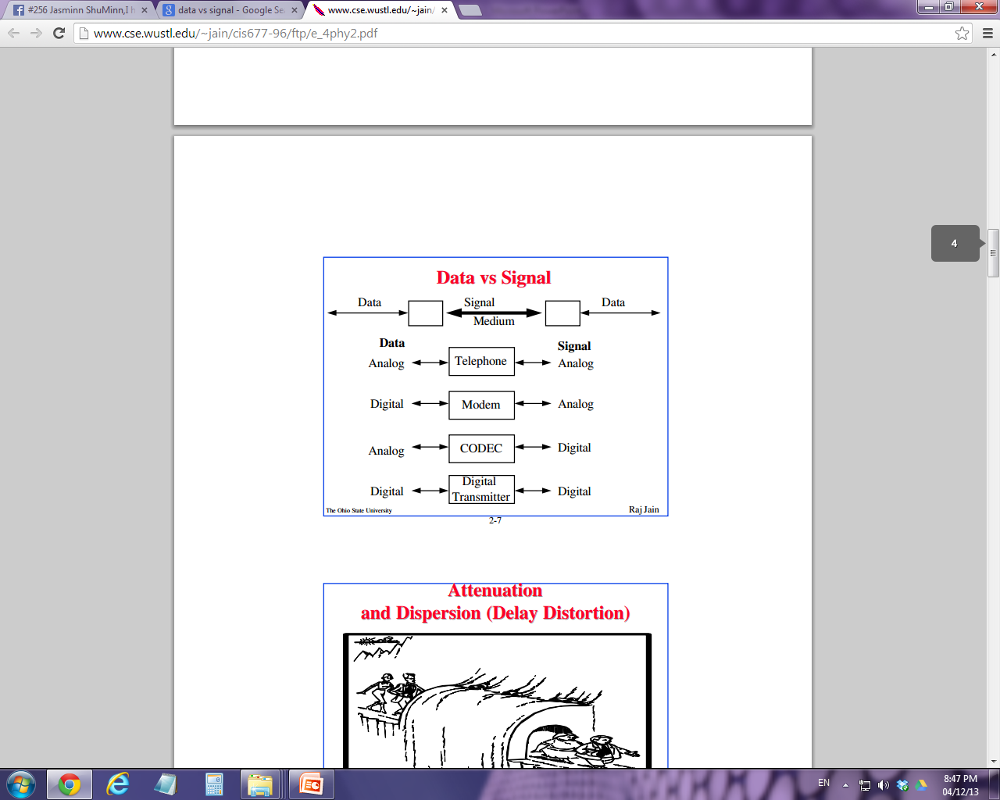 #256 Jasminn ShuMinn,I h
data vs signal - Google Se
www.cse.wustl.edu/~jain/
www.cse.wustl.edu/~jain/cis677-96/ftp/e_4phy2.pdf
4
Data vs Signal
Data Signal Data
Medium
Data Signal
Analog Telephone Analog
Digital Modem Analog
Analog CODEC Digital
Digital Digital Transmitter Digital
The Ohio State University Raj Jain
2-7
Attenuation
and Dispersion (Delay Distortion)
EN
8:47 PM
04/12/13